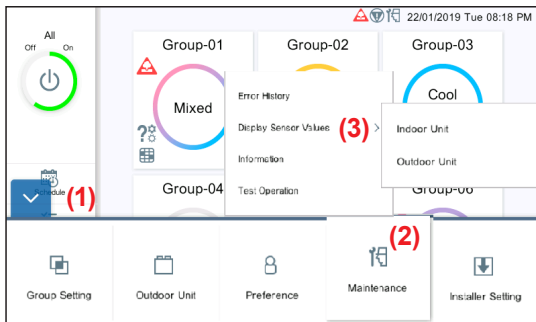 22/01/2019 Tue 08:18 PM
All
Off On
Group-01
Group-02
Group-03
Mixed
Cool
Error History
Display Sensor Values (3) >
Information
Test Operation
Indoor Unit
Outdoor Unit
Schedule
(1)
Group-04
Group-06
(2)
Group Setting
Outdoor Unit
Preference
Maintenance
Installer Setting